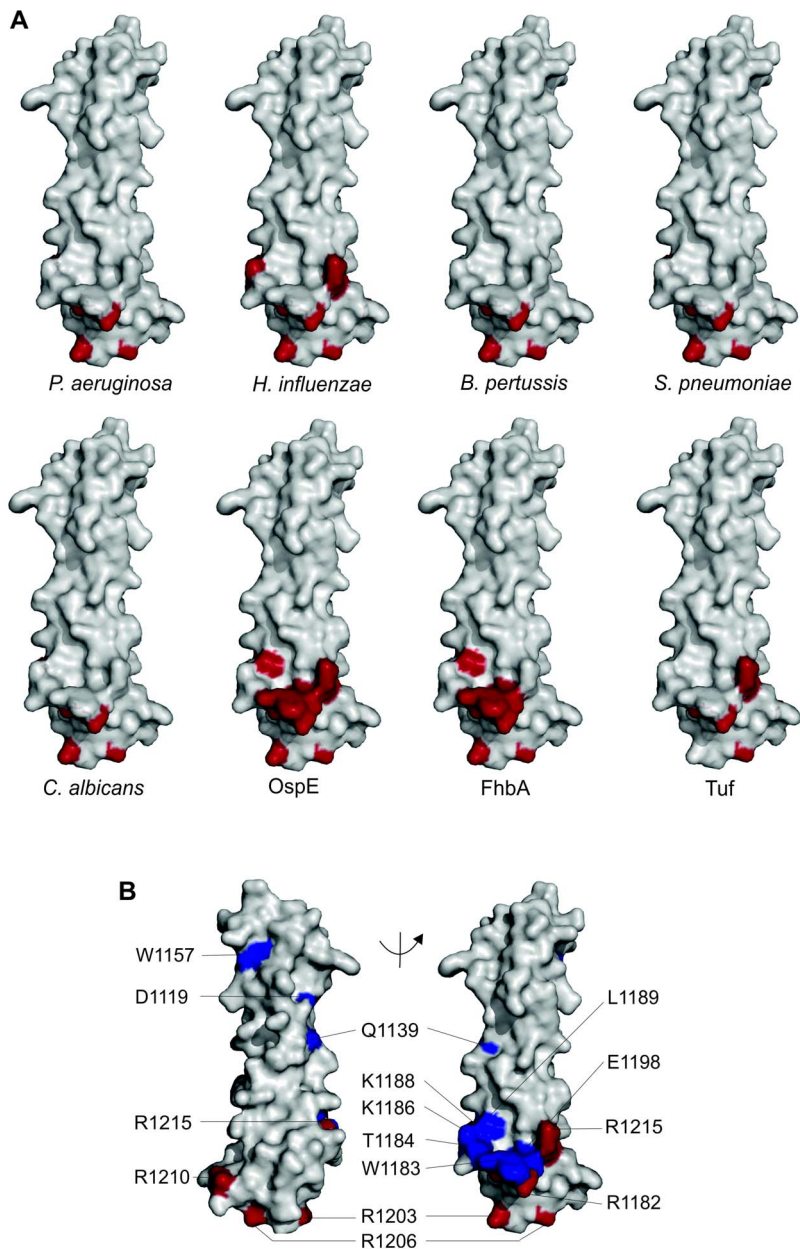 A
P. aeruginosa
H. influenzae
B. pertussis
S. pneumoniae
C. albicans
OspE
FhbA
Tuf
B
W1157
D1119
Q1139
L1189
E1198
K1188
K1186
R1215
R1215
T1184
W1183
R1210
R1182
R1203
R1206